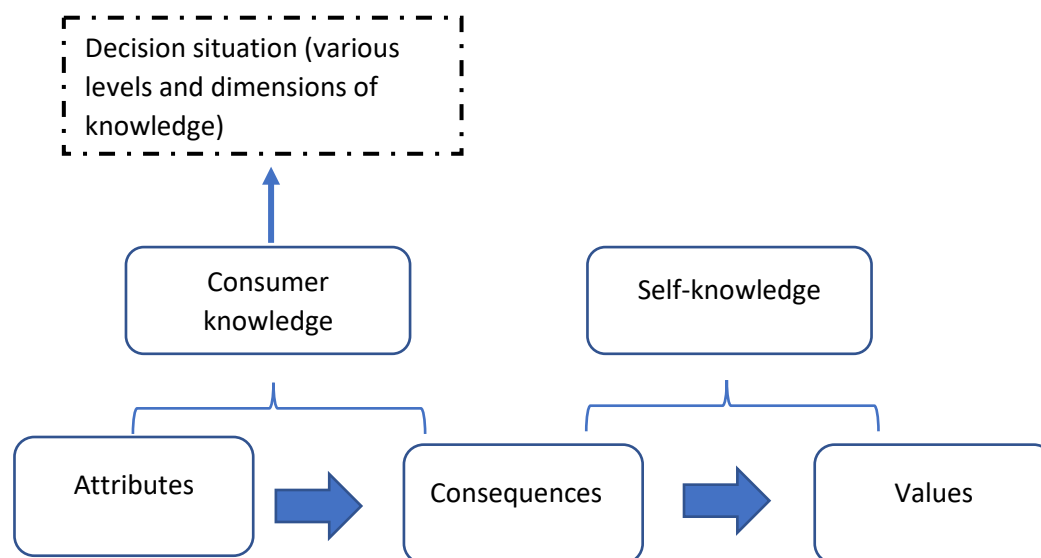 Decision situation (various
levels and dimensions of
knowledge)
Consumer
knowledge
Self-knowledge
Attributes
Consequences
Values